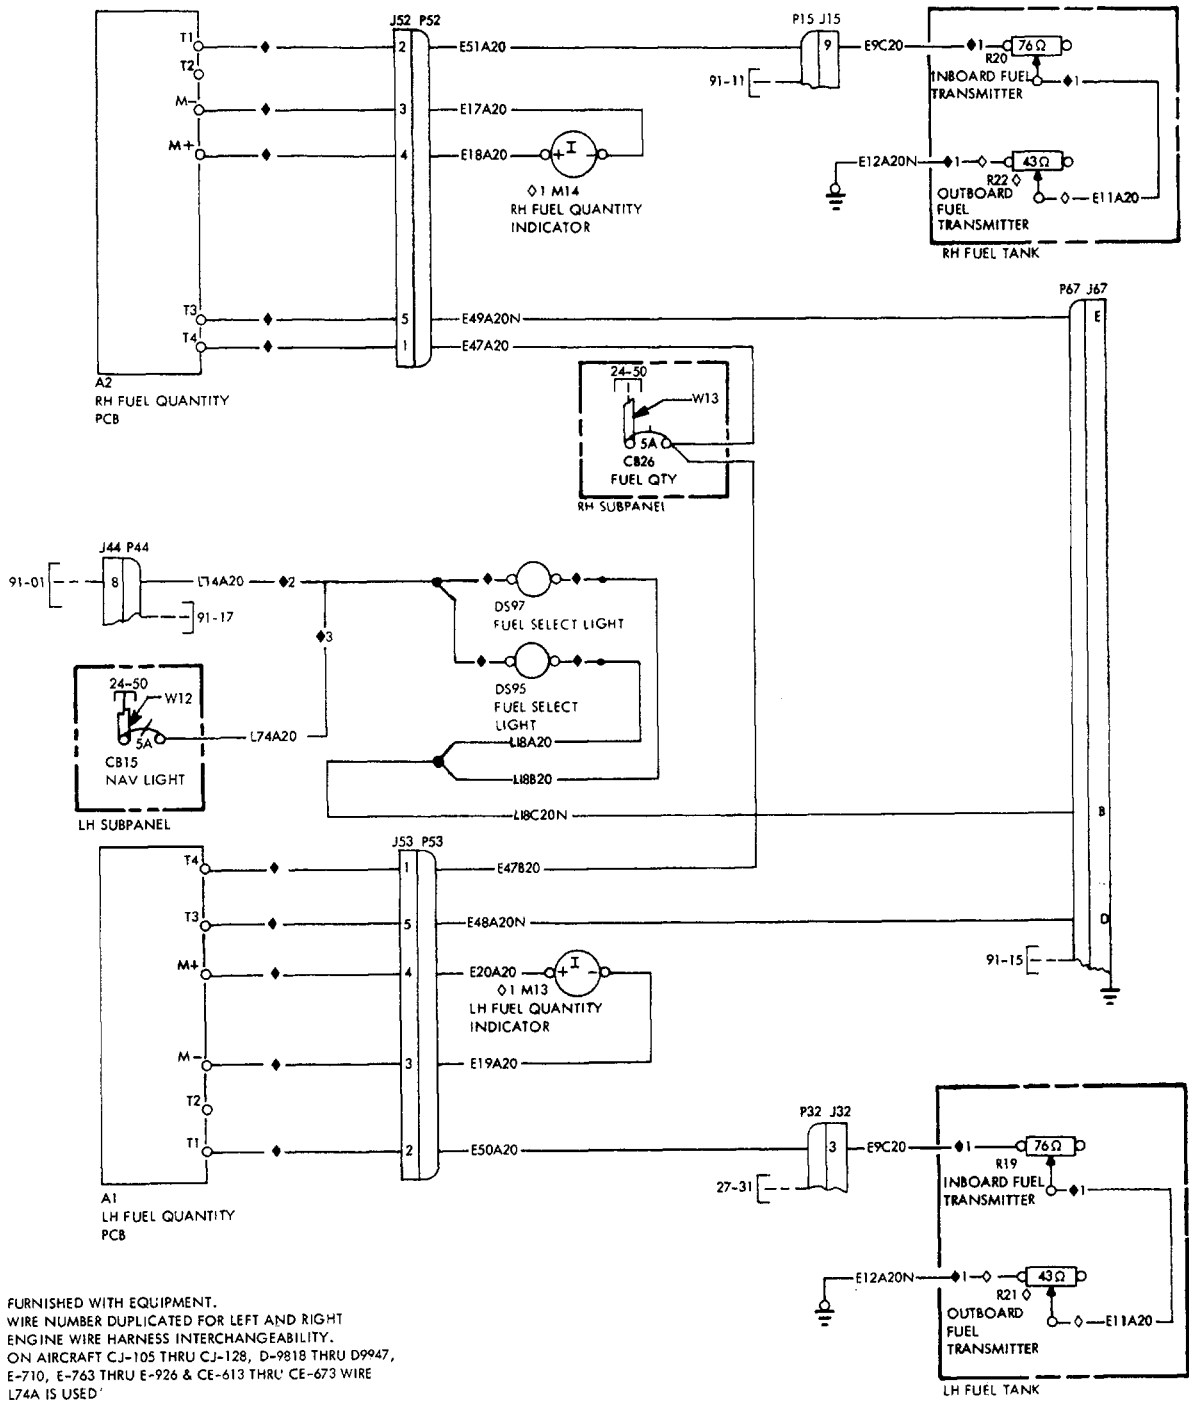 J52 P52
P15 J15
T1
2
E51A20
9
E9C20
◆1
76Ω
R20
T2
91-11
INBOARD FUEL
TRANSMITTER
◆1
M-
3
E17A20
M+
4
E18A20
+ I -
E12A20N
◆1
43Ω
R22◇
◇1 M14
RH FUEL QUANTITY
INDICATOR
OUTBOARD
FUEL
TRANSMITTER
E11A20
RH FUEL TANK
P67 J67
T3
5
E49A20N
E
T4
1
E47A20
A2
RH FUEL QUANTITY
PCB
24-50
W13
5A
CB26
FUEL QTY
RH SUBPANEL
J44 P44
91-01
8
L74A20
◆2
91-17
DS97
FUEL SELECT LIGHT
◆3
24-50
W12
5A
L74A20
CB15
NAV LIGHT
LH SUBPANEL
DS95
FUEL SELECT
LIGHT
L18A20
L18B20
L18C20N
B
J53 P53
T4
1
E47B20
T3
5
E48A20N
D
M+
4
E20A20
+ I -
91-15
◇1 M13
LH FUEL QUANTITY
INDICATOR
M-
3
E19A20
T2
P32 J32
T1
2
E50A20
3
E9C20
◆1
76Ω
R19
27-31
INBOARD FUEL
TRANSMITTER
◆1
A1
LH FUEL QUANTITY
PCB
E12A20N
◆1
43Ω
R21◇
OUTBOARD
FUEL
TRANSMITTER
E11A20
LH FUEL TANK
FURNISHED WITH EQUIPMENT.
WIRE NUMBER DUPLICATED FOR LEFT AND RIGHT
ENGINE WIRE HARNESS INTERCHANGEABILITY.
ON AIRCRAFT CJ-105 THRU CJ-128, D-9818 THRU D9947,
E-710, E-763 THRU E-926 & CE-613 THRU CE-673 WIRE
L74A IS USED